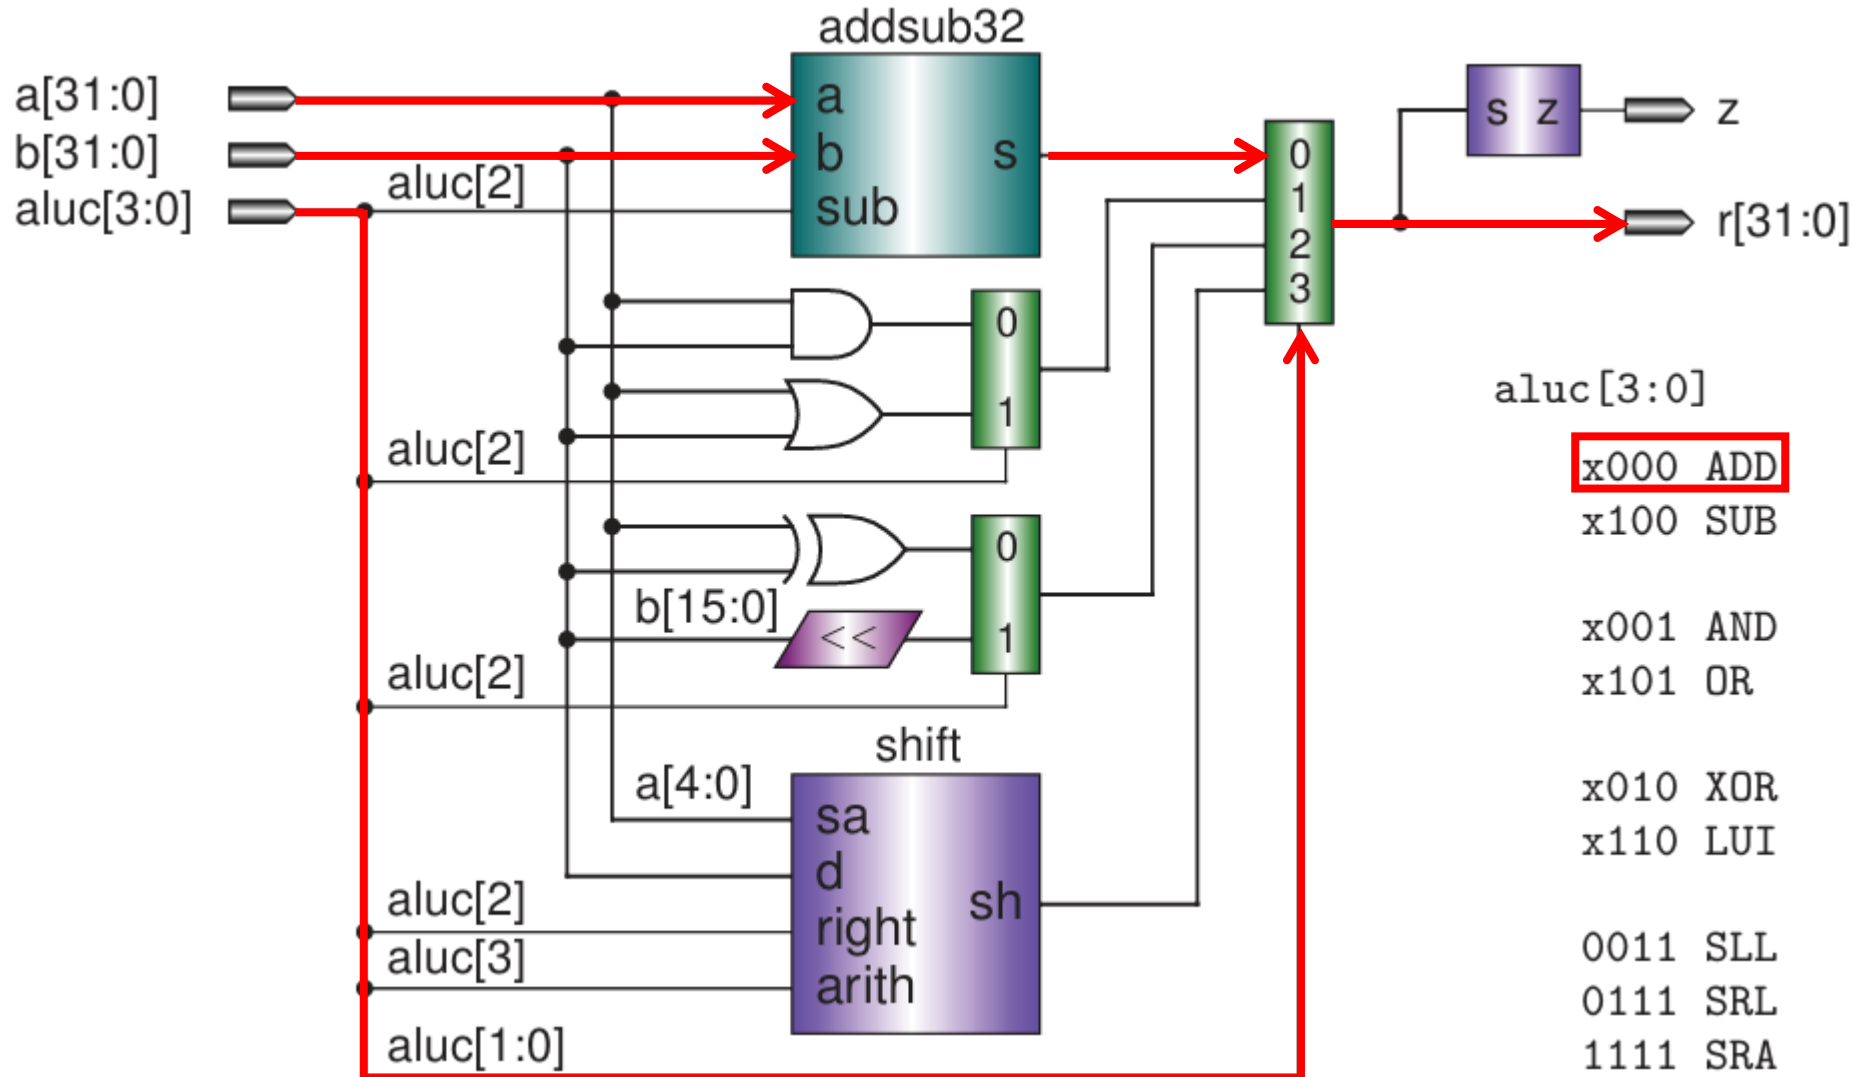 addsub32
a[31:0]
b[31:0]
aluc[3:0]
aluc[2]
a
b
sub
s
0
1
2
3
s z
z
r[31:0]
0
1
aluc[2]
0
1
b[15:0]
<<
aluc[2]
shift
a[4:0]
sa
d
right
arith
sh
aluc[2]
aluc[3]
aluc[1:0]
aluc[3:0]
x000 ADD
x100 SUB
x001 AND
x101 OR
x010 XOR
x110 LUI
0011 SLL
0111 SRL
1111 SRA